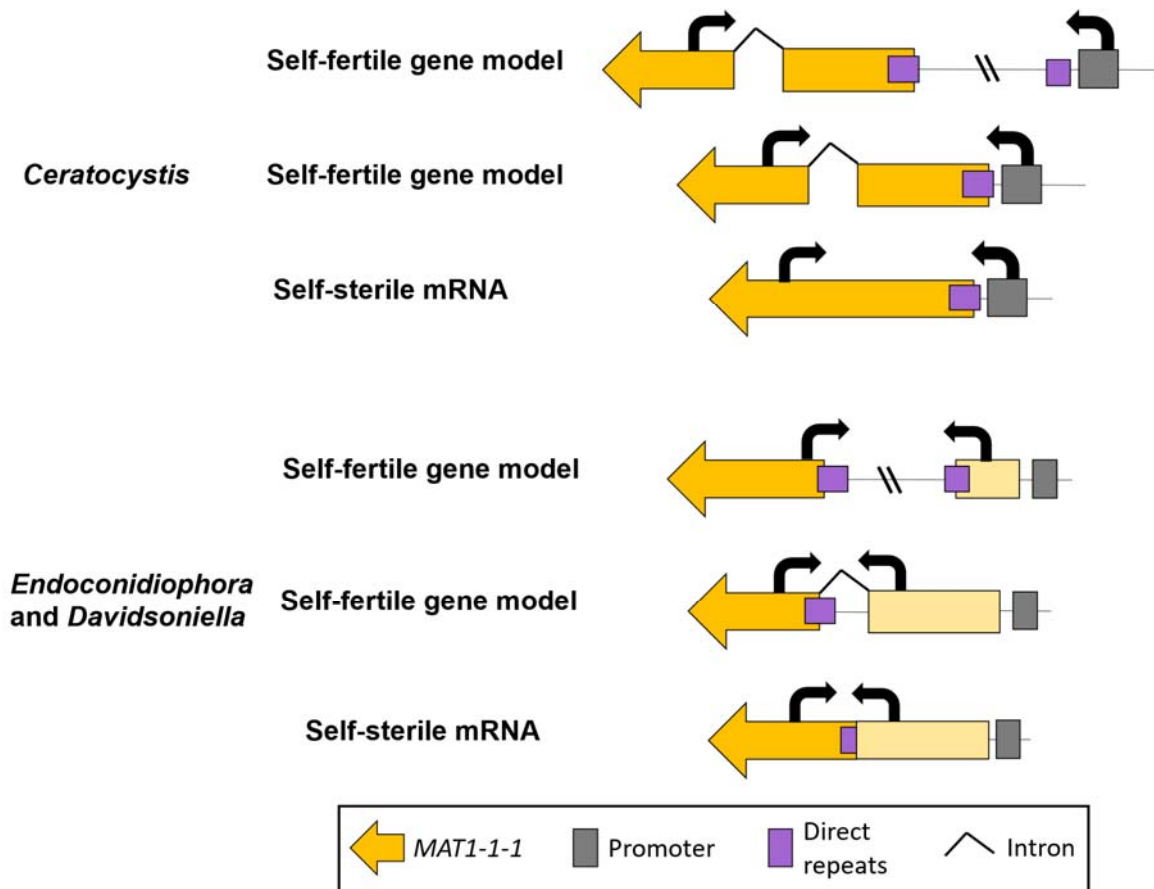 Self-fertile gene model
Ceratocystis
Self-fertile gene model
Self-sterile mRNA
Self-fertile gene model
Endoconidiophora
and Davidsoniella
Self-fertile gene model
Self-sterile mRNA
MAT1-1-1
Promoter
Direct
repeats
Intron